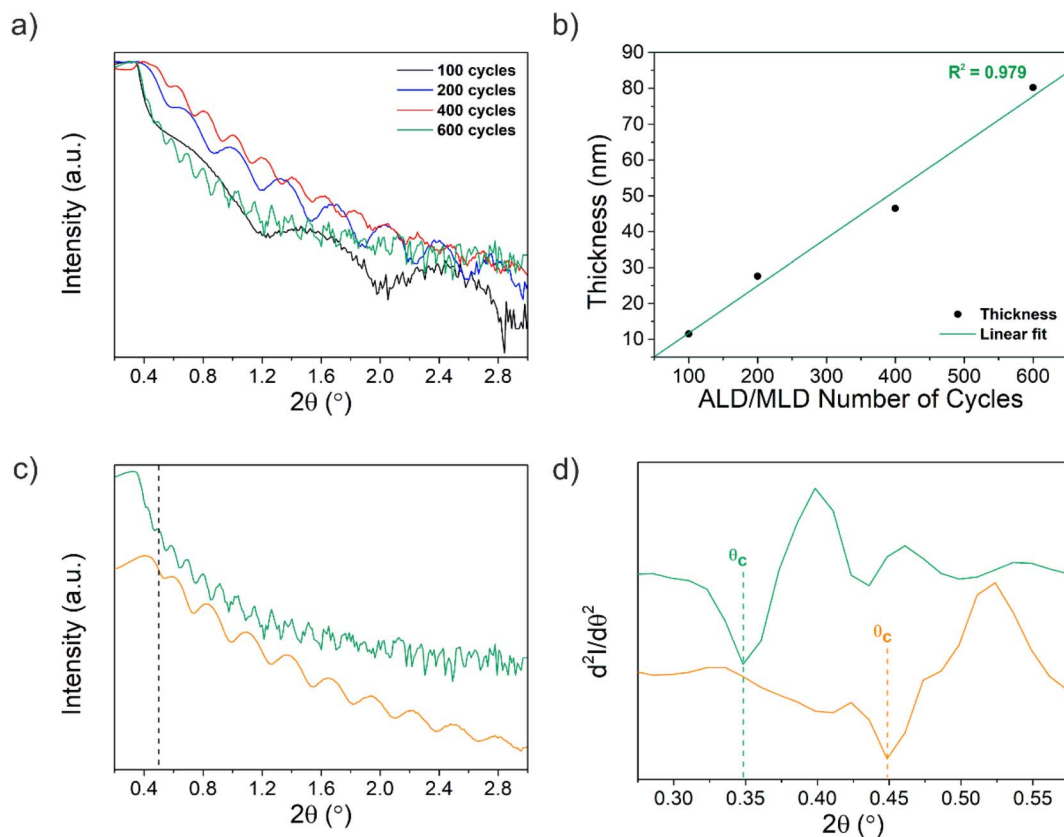 a)
100 cycles
200 cycles
400 cycles
600 cycles
Intensity (a.u.)
0.4 0.8 1.2 1.6 2.0 2.4 2.8
2θ (°)
b)
R² = 0.979
90
80
70
60
50
40
30
20
10
Thickness (nm)
Thickness
Linear fit
100 200 300 400 500 600
ALD/MLD Number of Cycles
c)
Intensity (a.u.)
0.4 0.8 1.2 1.6 2.0 2.4 2.8
2θ (°)
d)
θc
θc
d²I/dθ²
0.30 0.35 0.40 0.45 0.50 0.55
2θ (°)